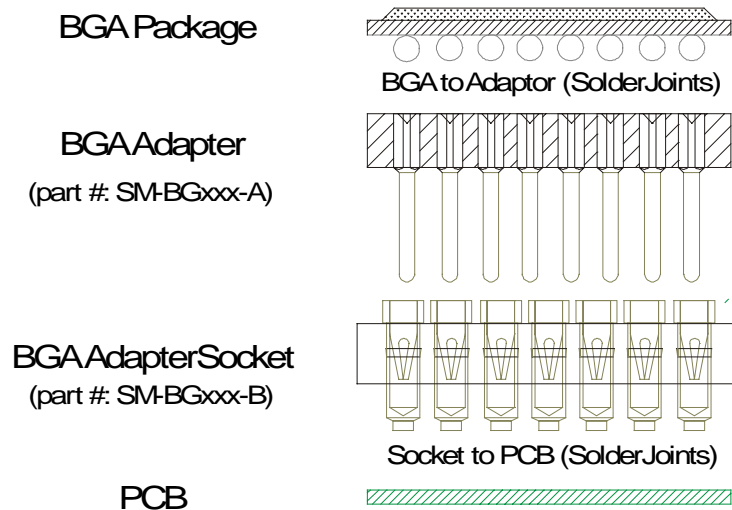 BGA Package
BGA to Adaptor (Solder Joints)
BGA Adapter
(part #: SM-BGxxx-A)
BGA Adapter Socket
(part #: SM-BGxxx-B)
Socket to PCB (Solder Joints)
PCB